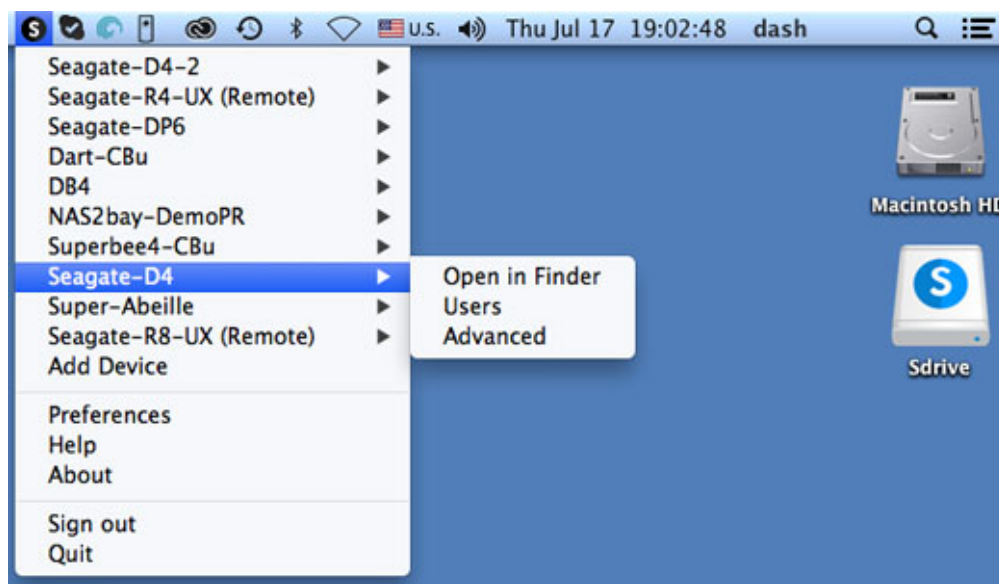 U.S. Thu Jul 17 19:02:48 dash
Seagate-D4-2
Seagate-R4-UX (Remote)
Seagate-DP6
Dart-CBu
DB4
NAS2bay-DemoPR
Superbee4-CBu
Seagate-D4
Super-Abeille
Seagate-R8-UX (Remote)
Add Device
Preferences
Help
About
Sign out
Quit
Open in Finder
Users
Advanced
Macintosh HD
Sdrive